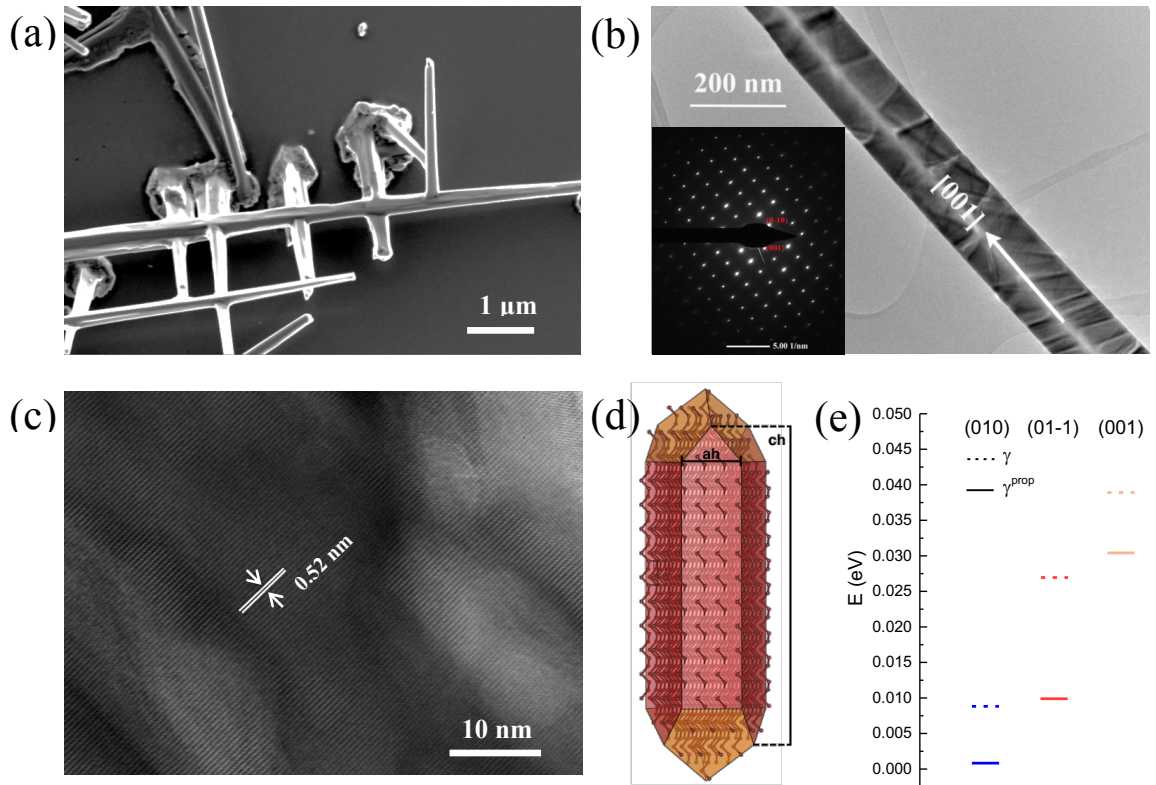 (a)
1 µm
(b)
200 nm
[001]
(0-10)
(001)
5.00 1/nm
(c)
0.52 nm
10 nm
(d)
ch
ah
(e)
(010) (01-1) (001)
γ
γprop
E (eV)
0.050
0.045
0.040
0.035
0.030
0.025
0.020
0.015
0.010
0.005
0.000